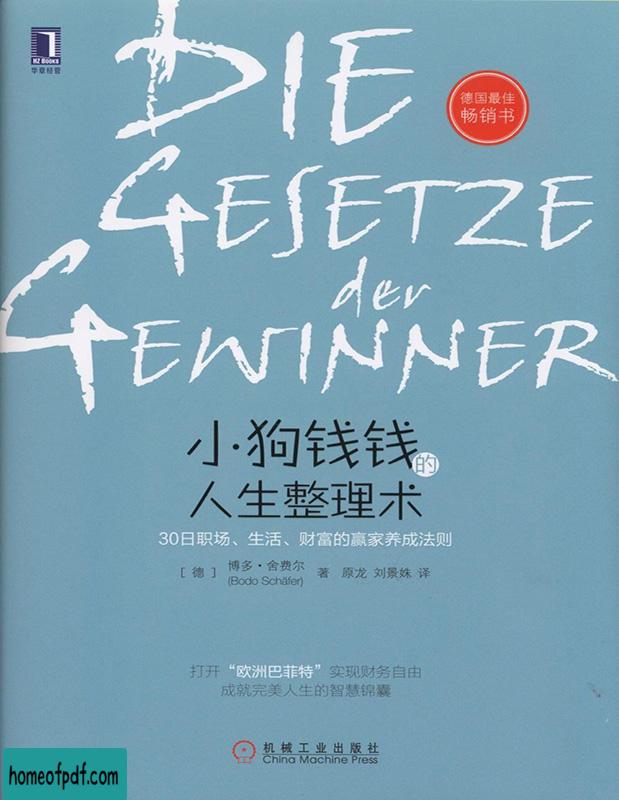 HZ BOOKS
华章经管
DIE
GESETZE
der
GEWINNER
德国最佳
畅销书
小狗钱钱的
人生整理术
30日职场、生活、财富的赢家养成法则
[德] 博多·舍费尔 著 原龙 刘景姝 译
(Bodo Schäfer)
打开“欧洲巴菲特”实现财务自由
成就完美人生的智慧锦囊
机械工业出版社
China Machine Press
homeofpdf.com